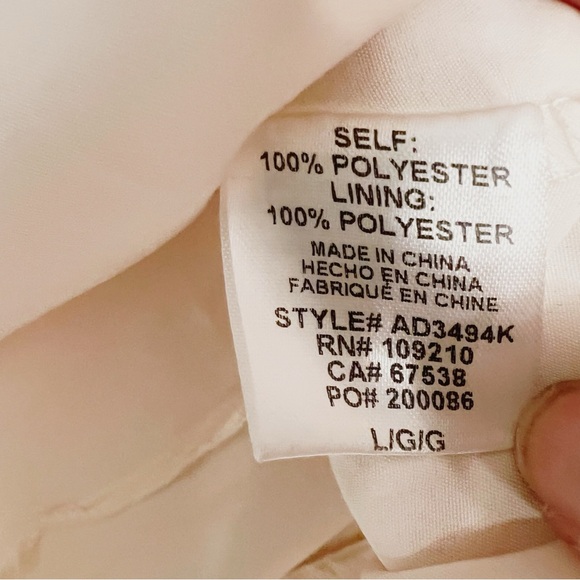 SELF:
100% POLYESTER
LINING:
100% POLYESTER
MADE IN CHINA
HECHO EN CHINA
FABRIQUÉ EN CHINE
STYLE# AD3494K
RN# 109210
CA# 67538
PO# 200086
L/G/G